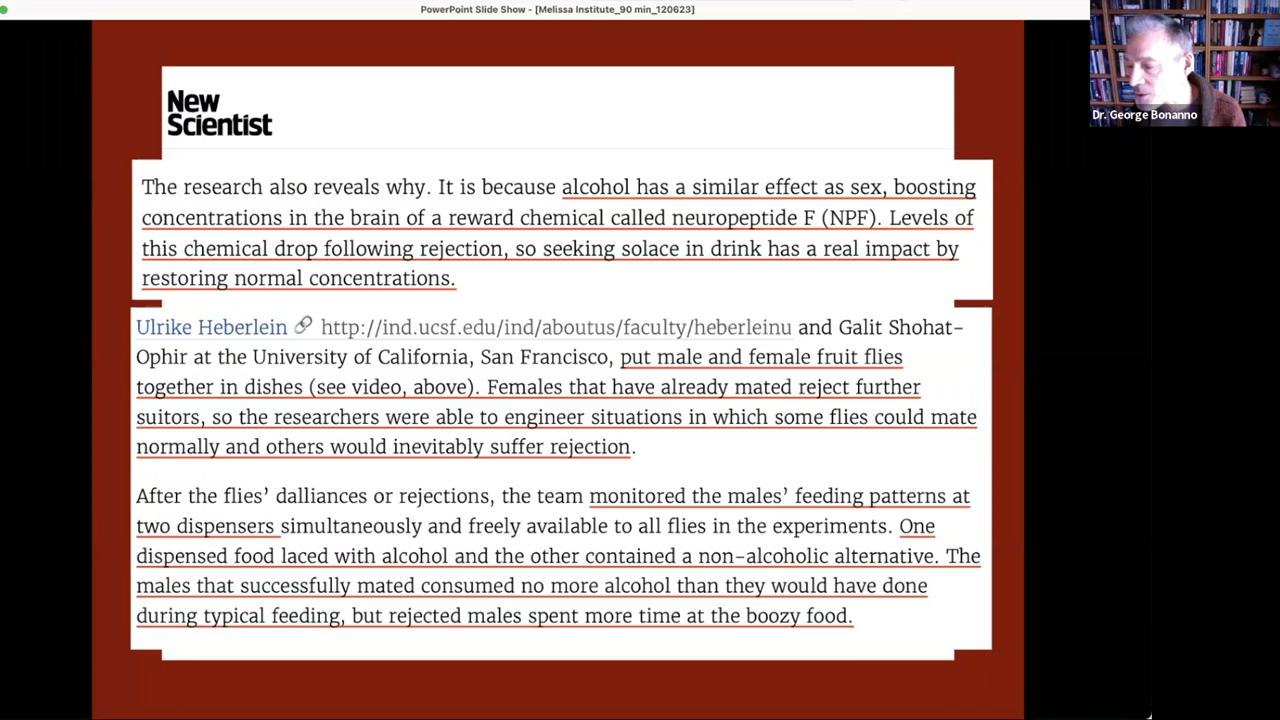 PowerPoint Slide Show - [Melissa Institute_90 min_120623]
Dr. George Bonanno
New
Scientist
The research also reveals why. It is because alcohol has a similar effect as sex, boosting
concentrations in the brain of a reward chemical called neuropeptide F (NPF). Levels of
this chemical drop following rejection, so seeking solace in drink has a real impact by
restoring normal concentrations.
Ulrike Heberlein http://ind.ucsf.edu/ind/aboutus/faculty/heberleinu and Galit Shohat-
Ophir at the University of California, San Francisco, put male and female fruit flies
together in dishes (see video, above). Females that have already mated reject further
suitors, so the researchers were able to engineer situations in which some flies could mate
normally and others would inevitably suffer rejection.
After the flies’ dalliances or rejections, the team monitored the males’ feeding patterns at
two dispensers simultaneously and freely available to all flies in the experiments. One
dispensed food laced with alcohol and the other contained a non-alcoholic alternative. The
males that successfully mated consumed no more alcohol than they would have done
during typical feeding, but rejected males spent more time at the boozy food.